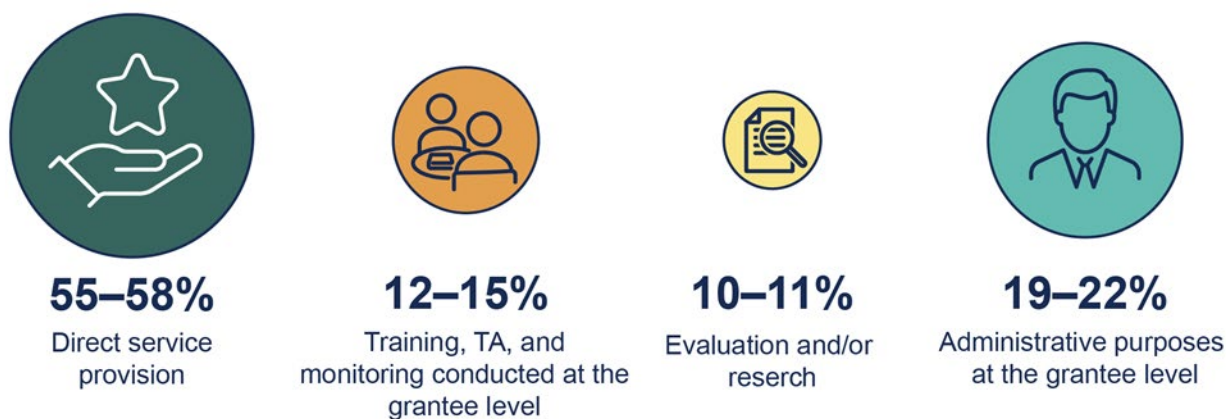 55–58%
Direct service
provision
12–15%
Training, TA, and
monitoring conducted at the
grantee level
10–11%
Evaluation and/or
reserch
19–22%
Administrative purposes
at the grantee level